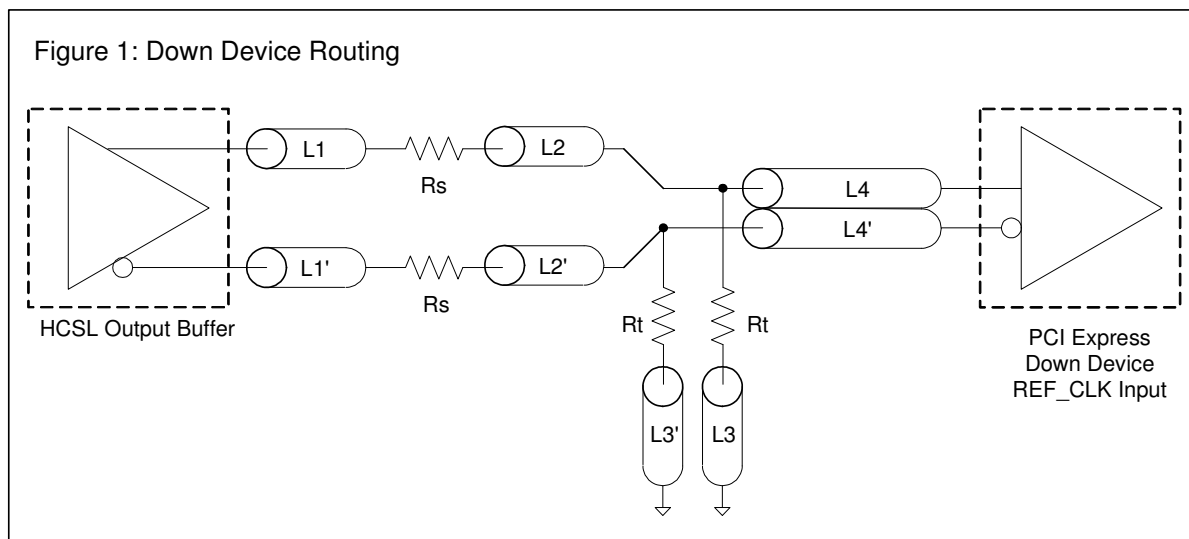 Figure 1: Down Device Routing
L1
Rs
L2
L4
L4'
L1'
Rs
L2'
HCSL Output Buffer
Rt
Rt
L3'
L3
PCI Express
Down Device
REF_CLK Input